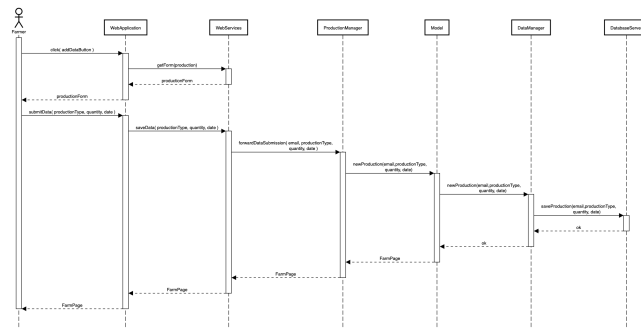 Farmer
WebApplication
WebServices
ProductionManager
Model
DataManager
DatabaseServer
click( addDataButton )
getForm(production)
productionForm
productionForm
submitData( productionType, quantity, date )
saveData( productionType, quantity, date )
forwardDataSubmission( email, productionType,
quantity, date )
newProduction(email,productionType,
quantity, date)
newProduction(email,productionType,
quantity, date)
saveProduction(email,productionType,
quantity, date)
ok
ok
FarmPage
FarmPage
FarmPage
FarmPage